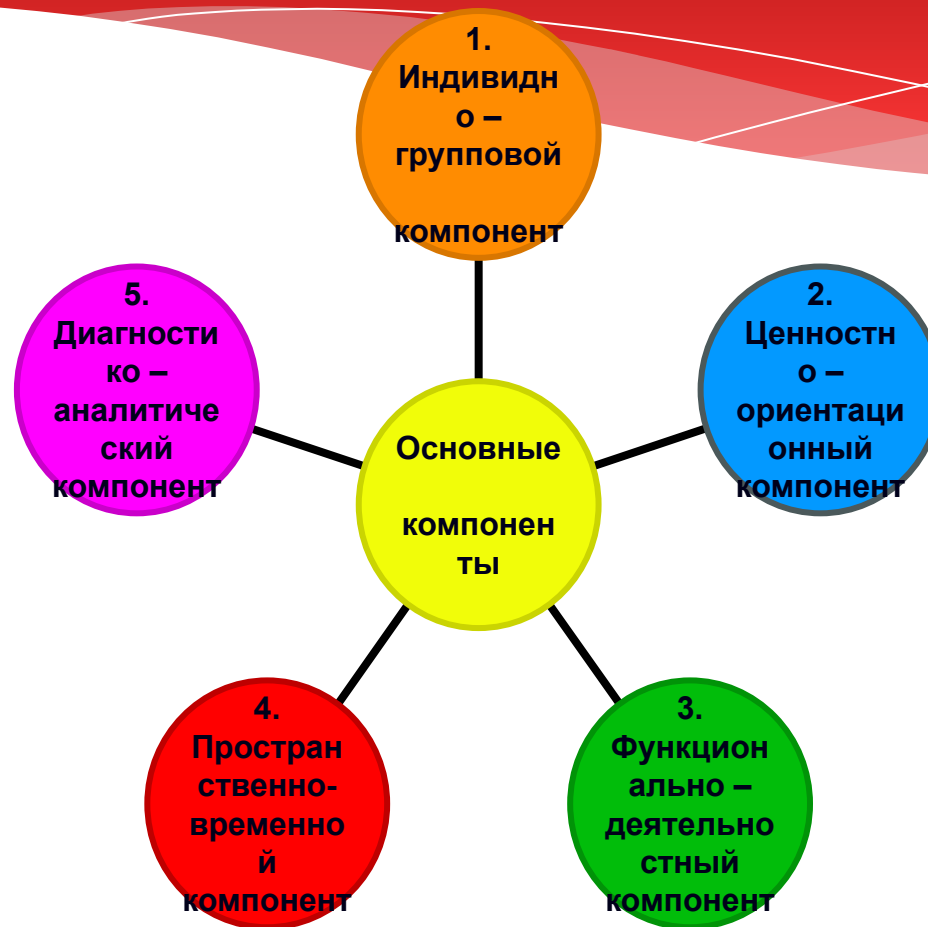 1.
Индивидн
о –
групповой
компонент
2.
Ценностн
о –
ориентаци
онный
компонент
3.
Функцион
ально –
деятельно
стный
компонент
4.
Простран
ственно-
временно
й
компонент
5.
Диагности
ко –
аналитиче
ский
компонент
Основные
компонен
ты